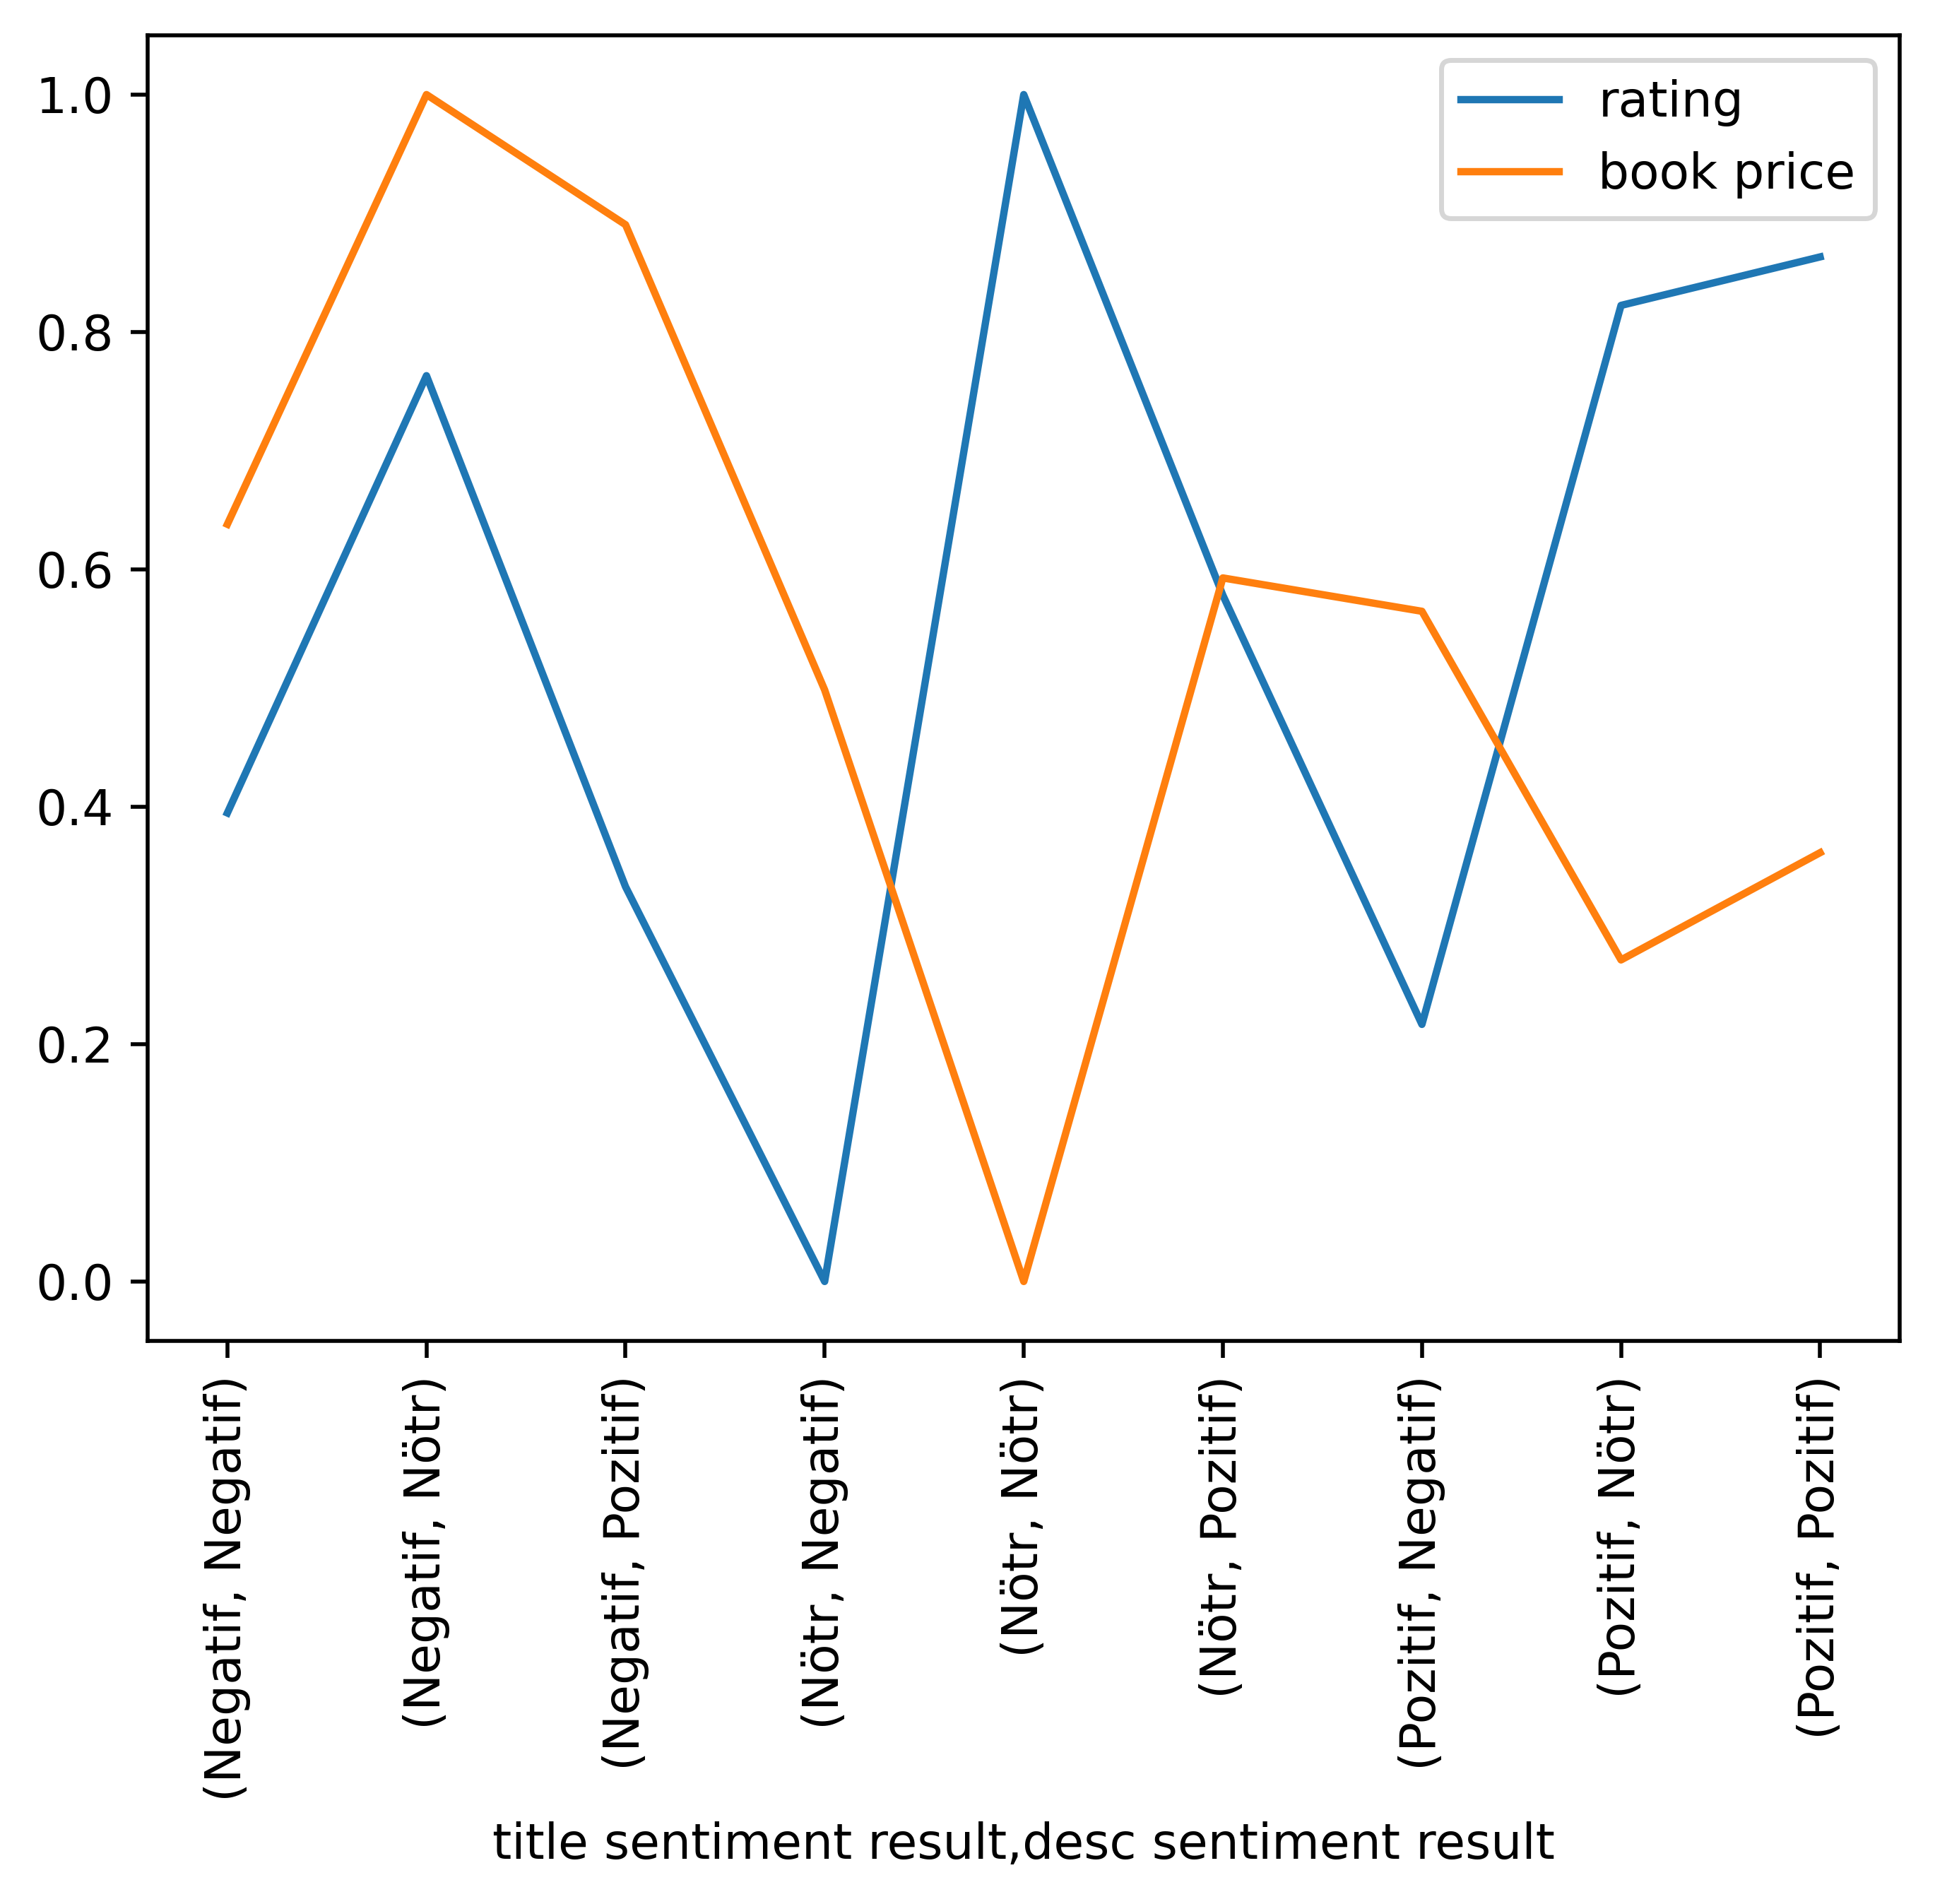 rating
book price
1.0
0.8
0.6
0.4
0.2
0.0
(Negatif, Negatif)
(Negatif, Nötr)
(Negatif, Pozitif)
(Nötr, Negatif)
(Nötr, Nötr)
(Nötr, Pozitif)
(Pozitif, Negatif)
(Pozitif, Nötr)
(Pozitif, Pozitif)
title sentiment result,desc sentiment result